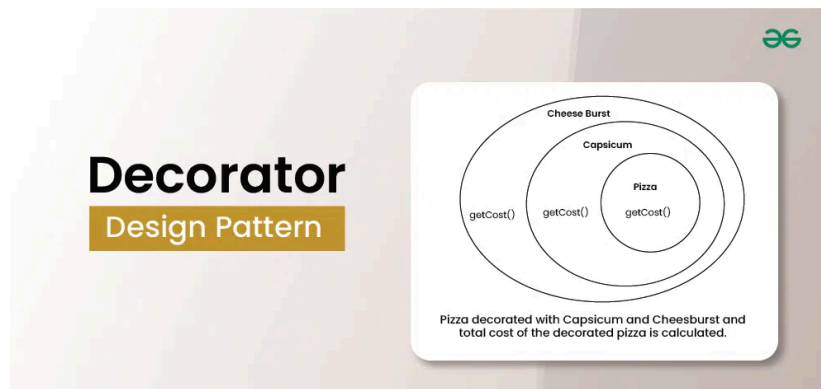 Decorator
Design Pattern
Cheese Burst
Capsicum
Pizza
getCost()
getCost()
getCost()
Pizza decorated with Capsicum and Cheesburst and
total cost of the decorated pizza is calculated.